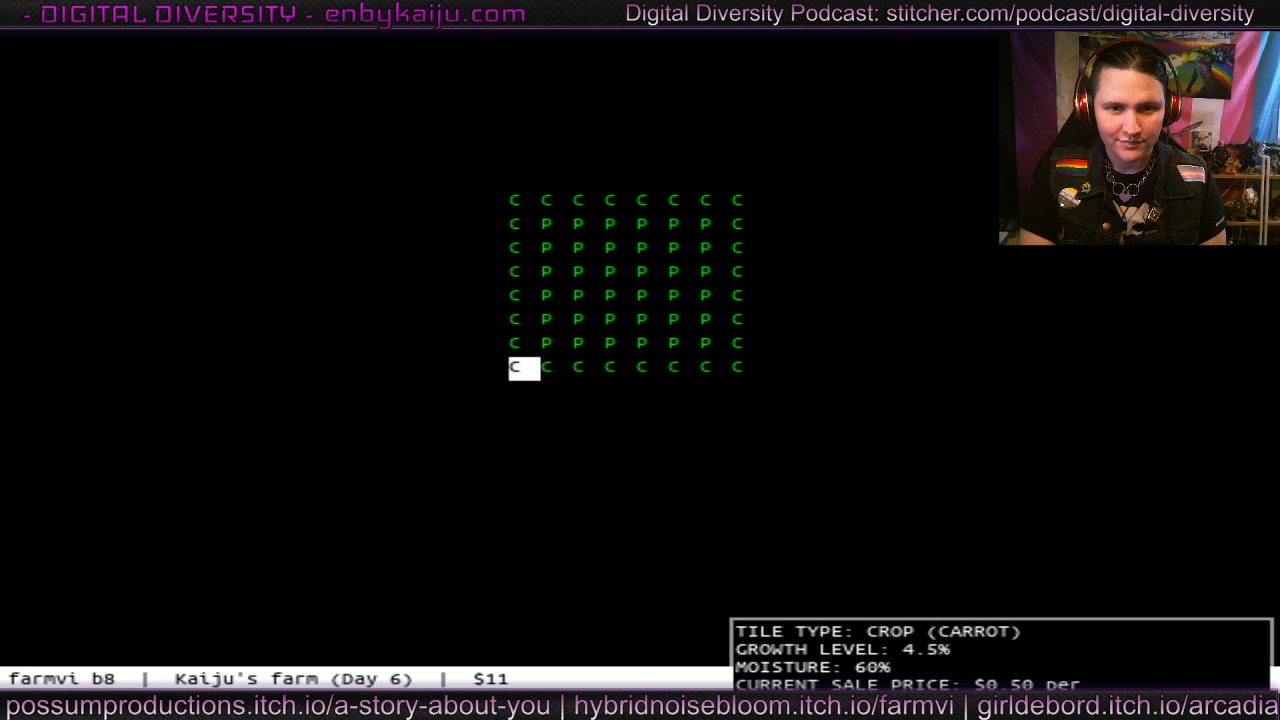 - DIGITAL DIVERSITY - enbykaiju.com
Digital Diversity Podcast: stitcher.com/podcast/digital-diversity
C C C C C C C C
C P P P P P P C
C P P P P P P C
C P P P P P P C
C P P P P P P C
C P P P P P P C
C P P P P P P C
C C C C C C C C
TILE TYPE: CROP (CARROT)
GROWTH LEVEL: 4.5%
MOISTURE: 60%
CURRENT SALE PRICE: $0.50 per
farmvi b8 | Kaiju's farm (Day 6) | $11
possumproductions.itch.io/a-story-about-you | hybridnoisebloom.itch.io/farmvi | girldebord.itch.io/arcadia